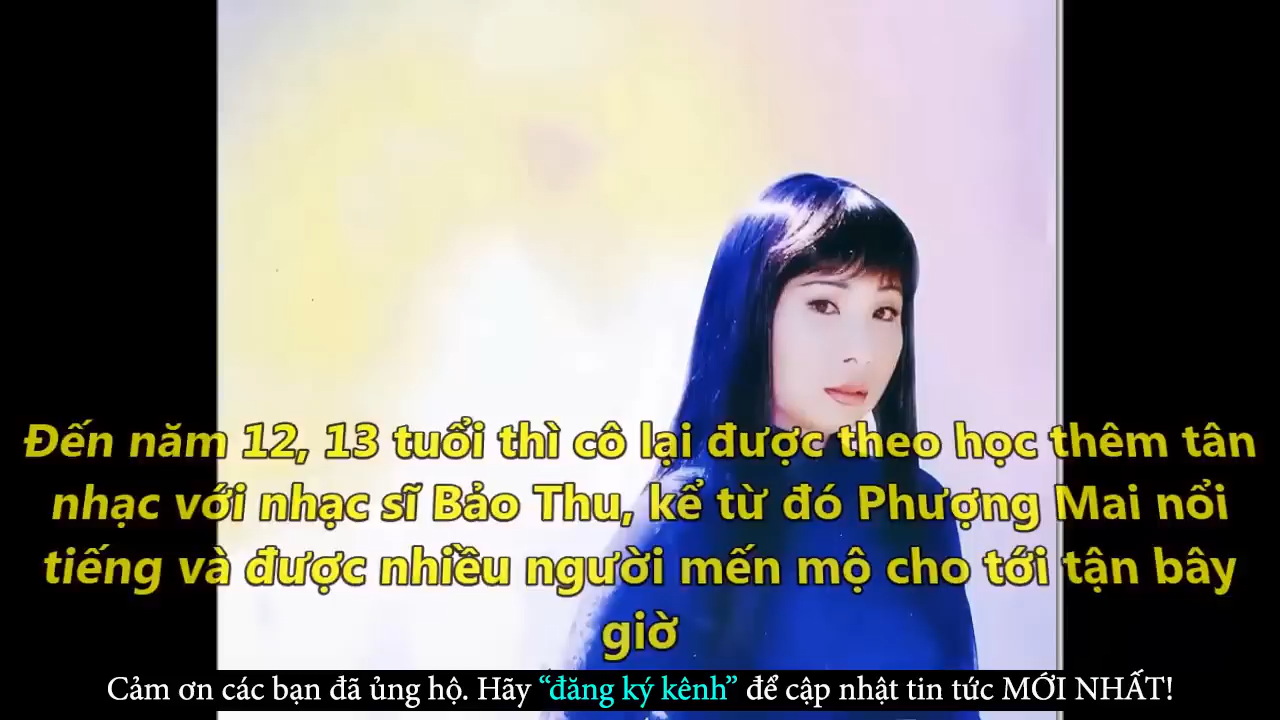 Đến năm 12, 13 tuổi thì cô lại được theo học thêm tân
nhạc với nhạc sĩ Bảo Thu, kể từ đó Phượng Mai nổi
tiếng và được nhiều người mến mộ cho tới tận bây
giờ
Cảm ơn các bạn đã ủng hộ. Hãy “đăng ký kênh” để cập nhật tin tức MỚI NHẤT!